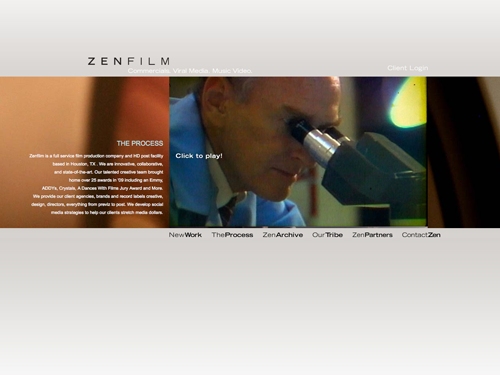 ZENFILM
Commercials, Viral Media, Music Video
Client Login
THE PROCESS
Zenfilm is a full service film production company and HD post facility
based in Houston, TX . We are innovative, collaborative,
and state-of-the-art. Our talented creative team brought
home over 25 awards in '09 including an Emmy,
ADDYs, Crystals, A Dances With Films Jury Award and More.
We provide our client agencies, brands and record labels creative,
design, directors, everything from previz to post. We develop social
media strategies to help our clients stretch media dollars.
Click to play!
NewWork TheProcess ZenArchive OurTribe ZenPartners ContactZen